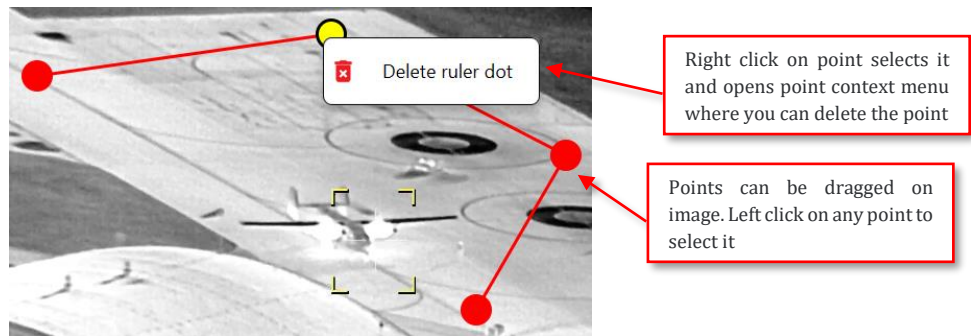 Delete ruler dot
Right click on point selects it
and opens point context menu
where you can delete the point
Points can be dragged on
image. Left click on any point to
select it